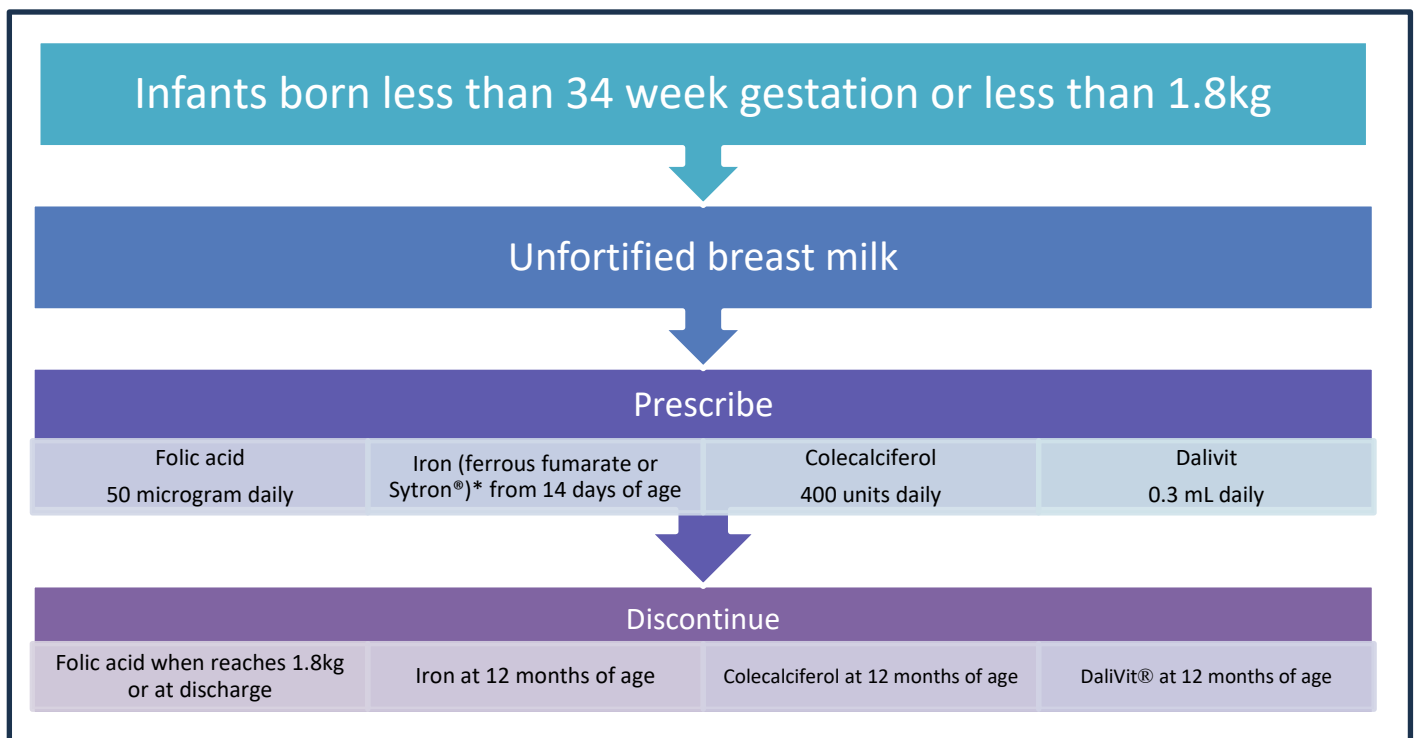 Infants born less than 34 week gestation or less than 1.8kg
Unfortified breast milk
Prescribe
Folic acid
50 microgram daily
Iron (ferrous fumarate or
Sytron®)* from 14 days of age
Colecalciferol
400 units daily
Dalivit
0.3 mL daily
Discontinue
Folic acid when reaches 1.8kg
or at discharge
Iron at 12 months of age
Colecalciferol at 12 months of age
DaliVit® at 12 months of age